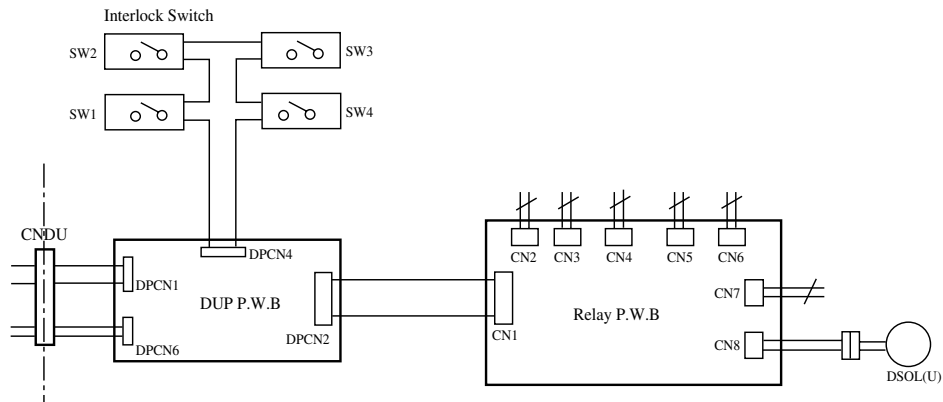 Interlock Switch
SW2
SW3
SW1
SW4
CNDU
DPCN4
DPCN1
DUP P.W.B
DPCN2
DPCN6
CN2
CN3
CN4
CN5
CN6
CN7
CN1
Relay P.W.B
CN8
DSOL(U)